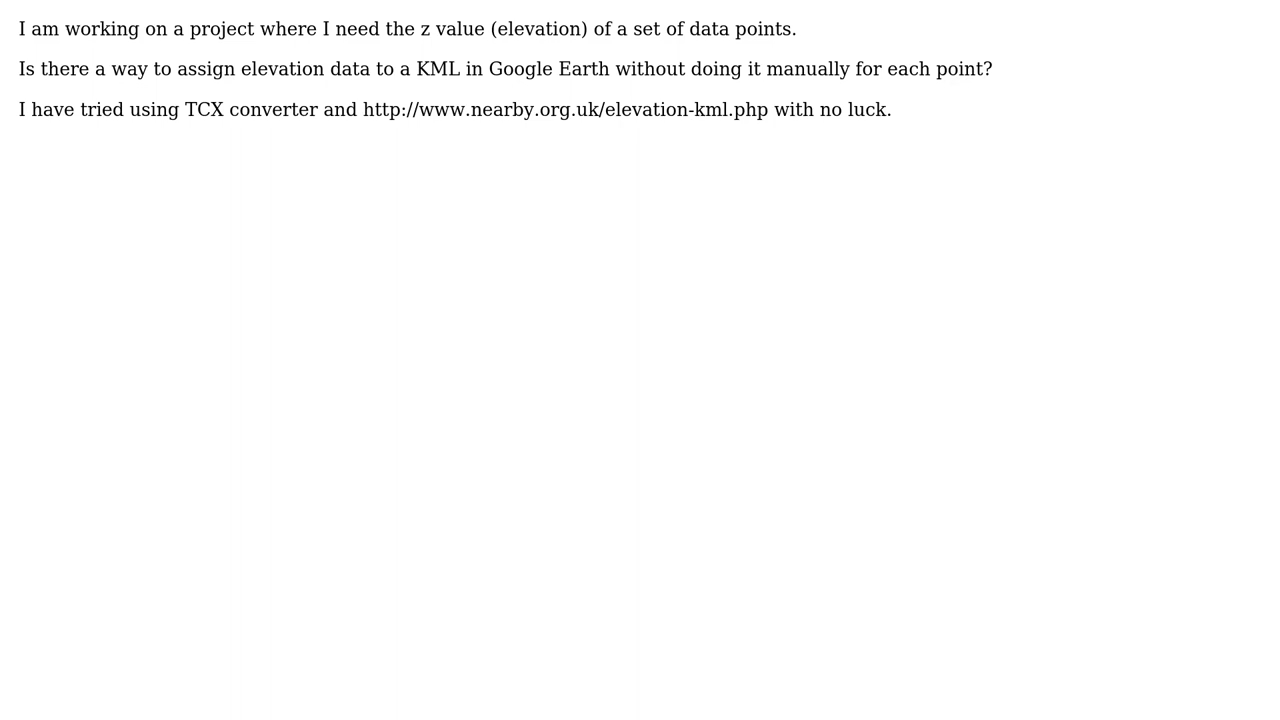 I am working on a project where I need the z value (elevation) of a set of data points.
Is there a way to assign elevation data to a KML in Google Earth without doing it manually for each point?
I have tried using TCX converter and http://www.nearby.org.uk/elevation-kml.php with no luck.